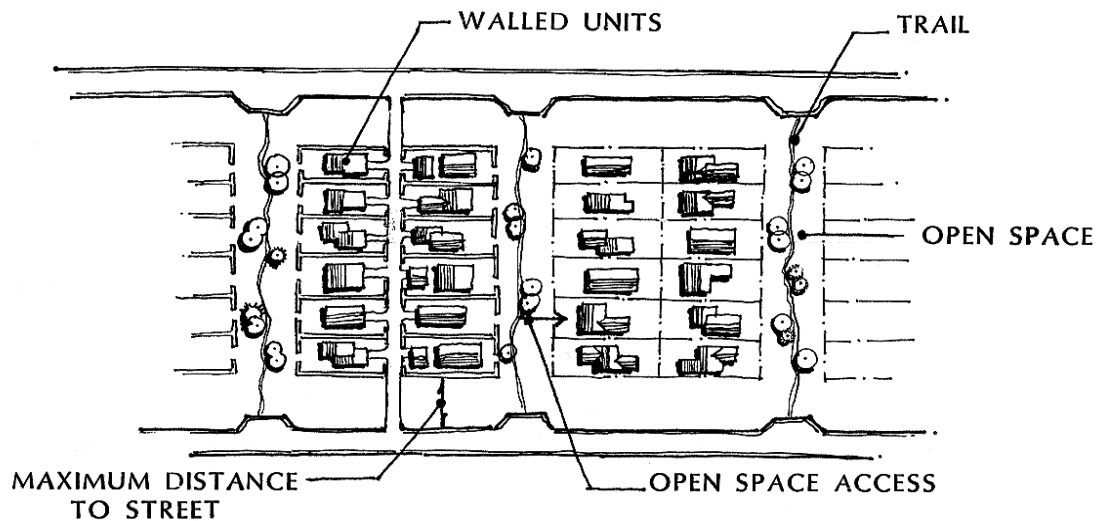 WALLED UNITS
TRAIL
OPEN SPACE
MAXIMUM DISTANCE
TO STREET
OPEN SPACE ACCESS